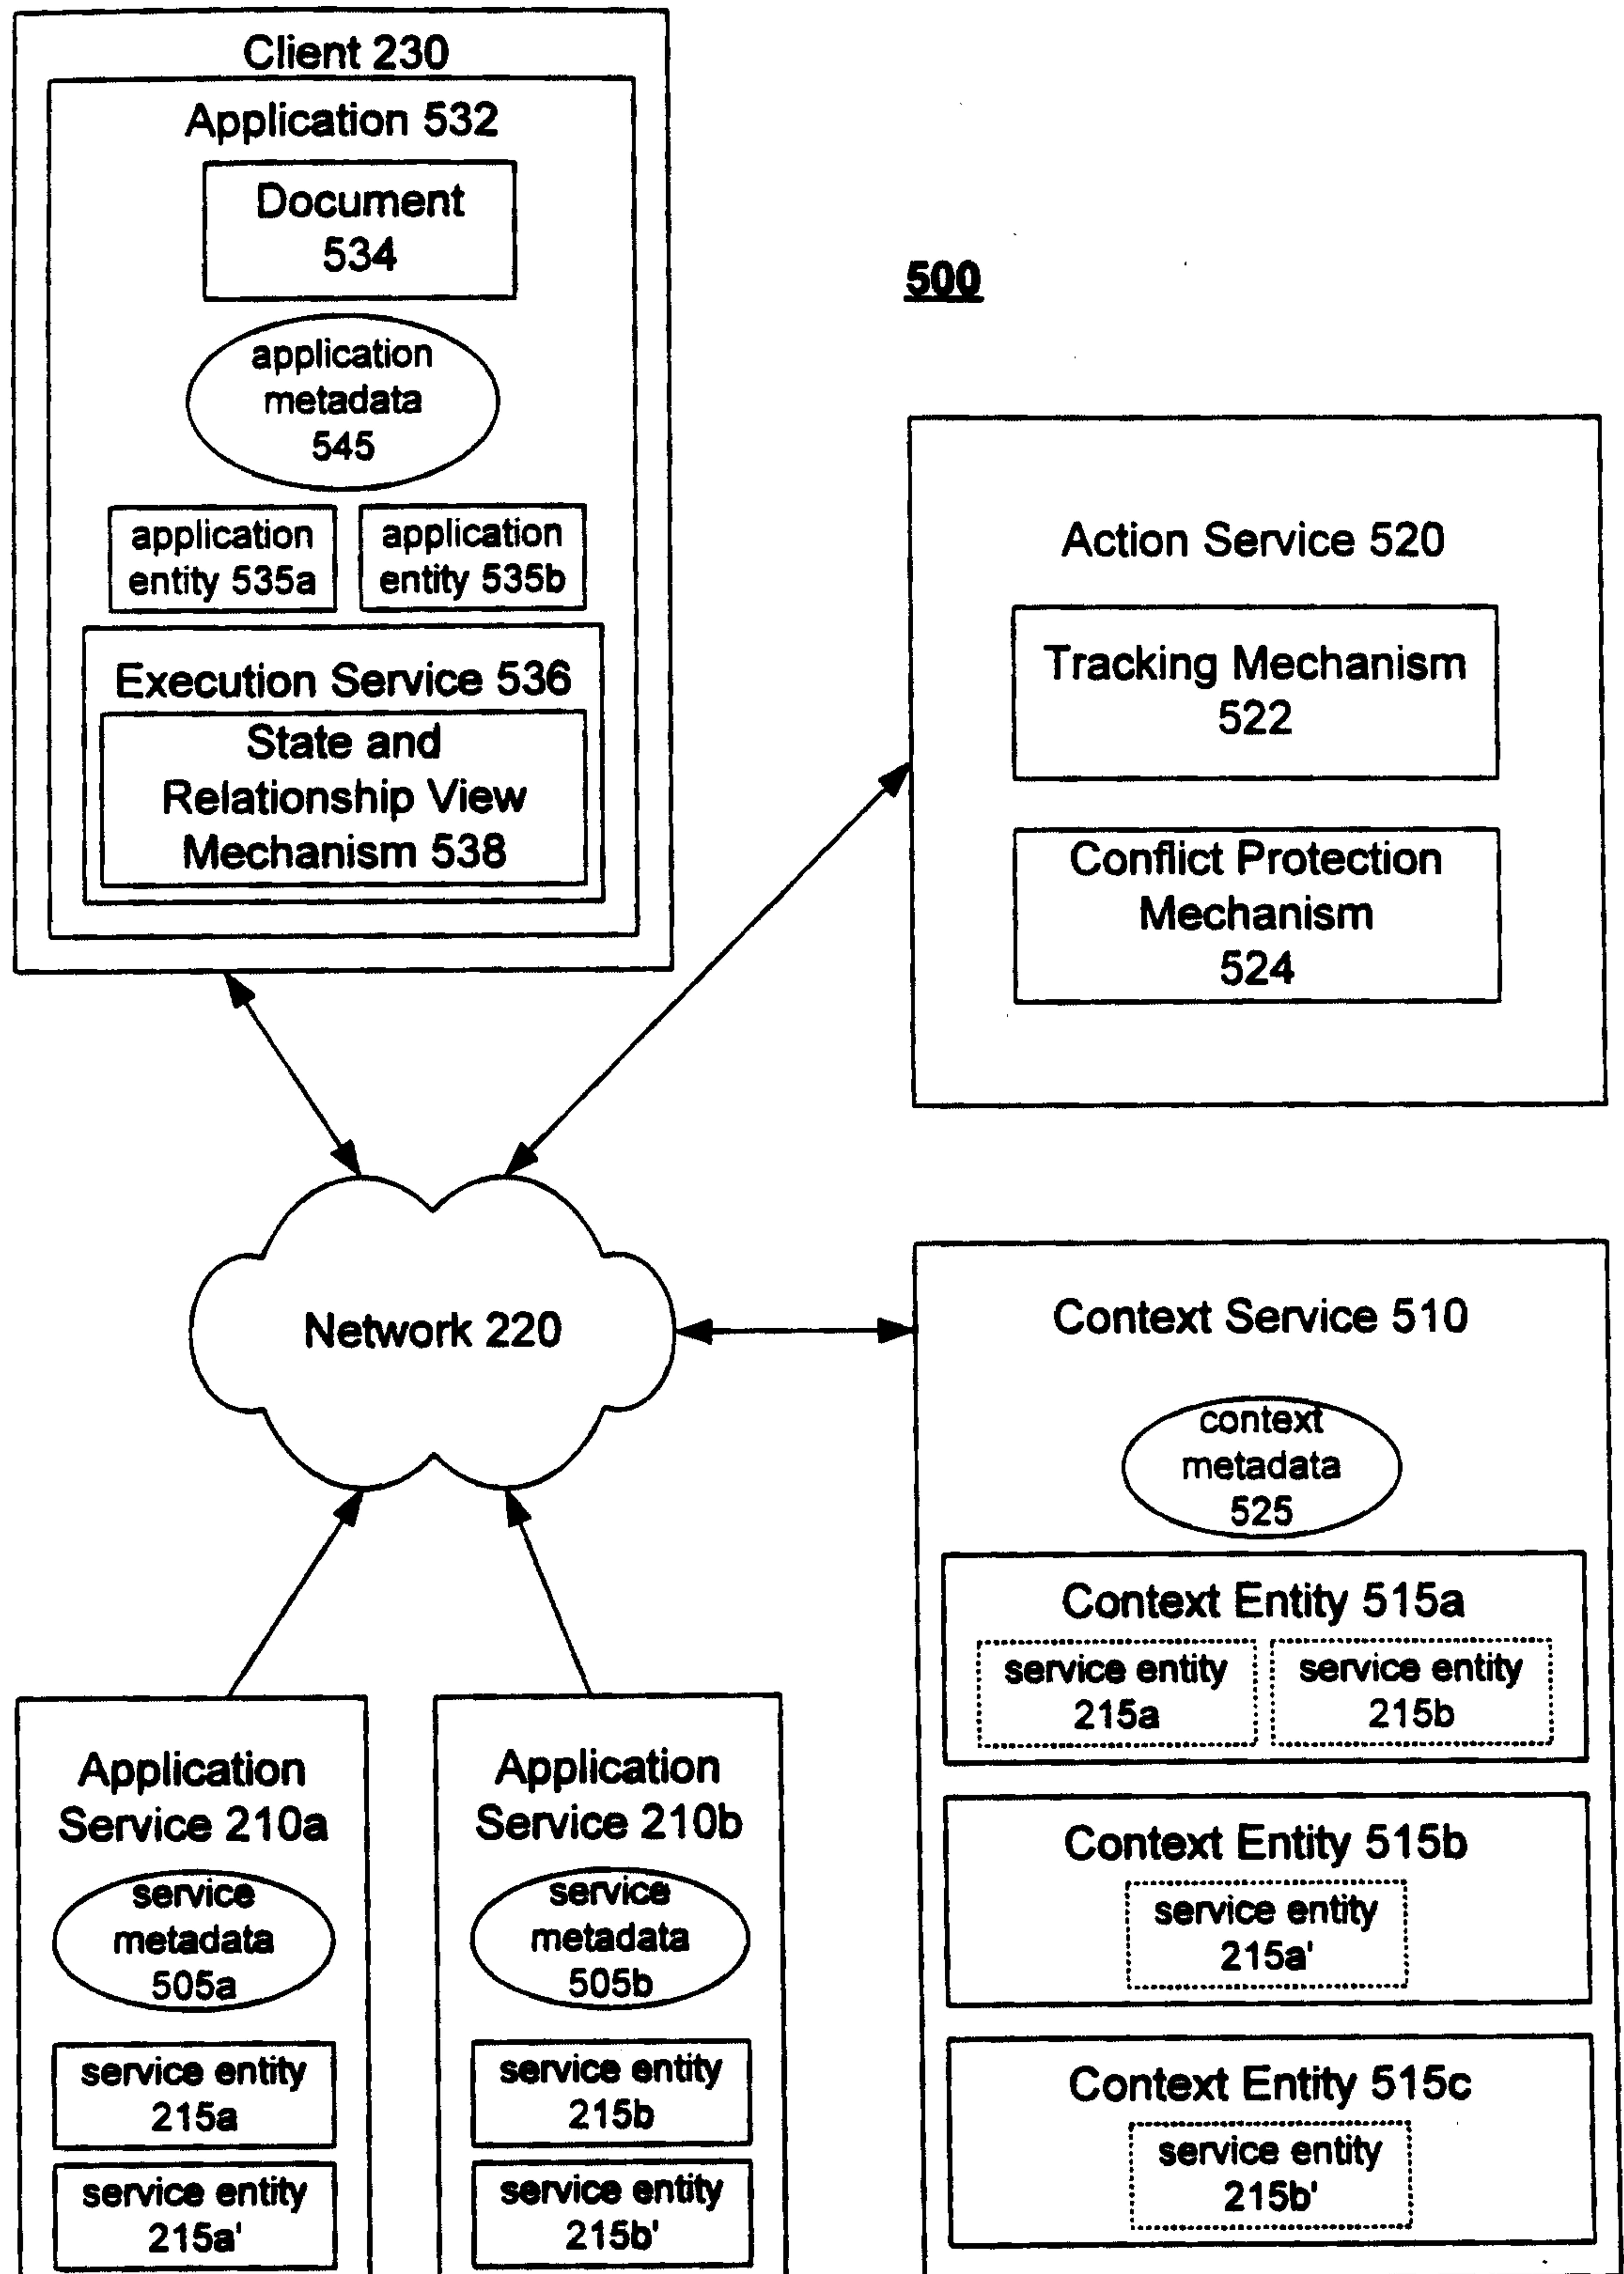 Client 230
Application 532
Document
534
application
metadata
545
application
entity 535a
application
entity 535b
Execution Service 536
State and
Relationship View
Mechanism 538
500
Action Service 520
Tracking Mechanism
522
Conflict Protection
Mechanism
524
Network 220
Context Service 510
context
metadata
525
Context Entity 515a
service entity
215a
service entity
215b
Context Entity 515b
service entity
215a'
Context Entity 515c
service entity
215b'
Application
Service 210a
service
metadata
505a
service entity
215a
service entity
215a'
Application
Service 210b
service
metadata
505b
service entity
215b
service entity
215b'